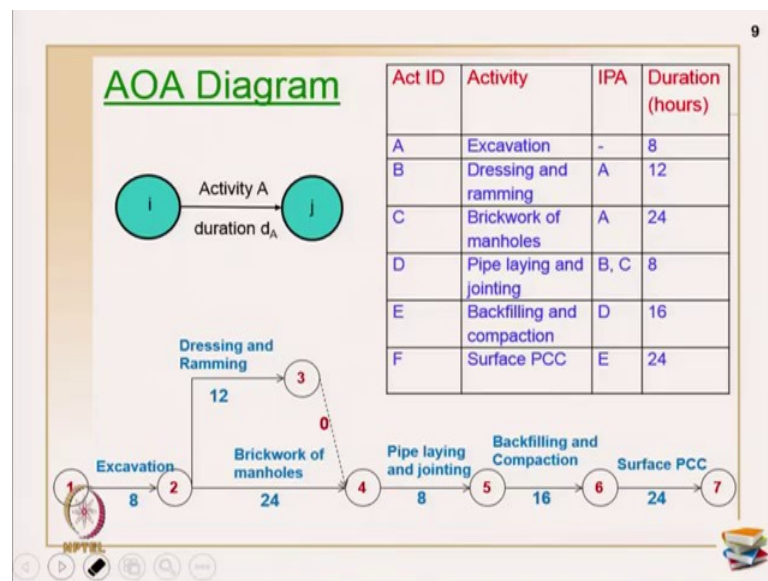 9
AOA Diagram
i
Activity A
duration dA
j
Act ID Activity IPA Duration
(hours)
A Excavation - 8
B Dressing and A 12
ramming
C Brickwork of A 24
manholes
D Pipe laying and B, C 8
jointing
E Backfilling and D 16
compaction
F Surface PCC E 24
Dressing and
Ramming
12
3
0
1
Excavation
8
2
Brickwork of
manholes
24
4
Pipe laying
and jointing
8
5
Backfilling and
Compaction
16
6
Surface PCC
24
7
NPTEL